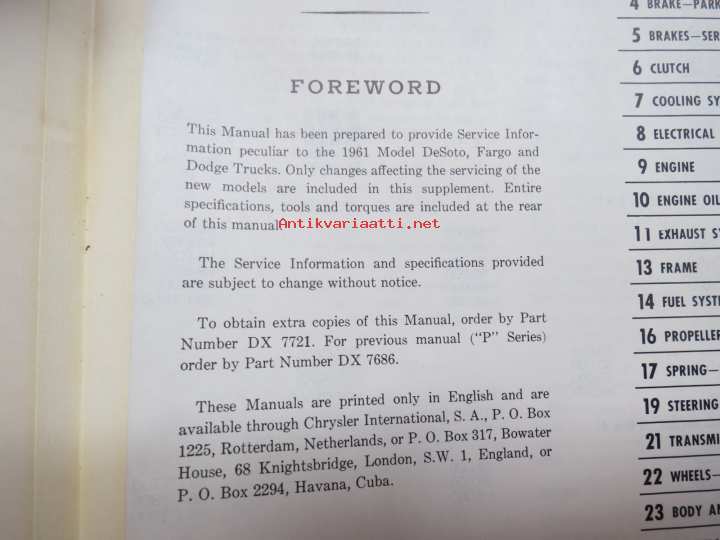 FOREWORD
This Manual has been prepared to provide Service Infor-
mation peculiar to the 1961 Model DeSoto, Fargo and
Dodge Trucks. Only changes affecting the servicing of the
new models are included in this supplement. Entire
specifications, tools and torques are included at the rear
of this manual
Antikvariaatti.net
The Service Information and specifications provided
are subject to change without notice.
To obtain extra copies of this Manual, order by Part
Number DX 7721. For previous manual ("P" Series)
order by Part Number DX 7686.
These Manuals are printed only in English and are
available through Chrysler International, S. A., P. O. Box
1225, Rotterdam, Netherlands, or P. O. Box 317, Bowater
House, 68 Knightsbridge, London, S.W. 1, England, or
P. O. Box 2294, Havana, Cuba.
4 BRAKE—PARK
5 BRAKES—SER
6 CLUTCH
7 COOLING SY
8 ELECTRICAL
9 ENGINE
10 ENGINE OIL
11 EXHAUST SY
13 FRAME
14 FUEL SYSTE
16 PROPELLER
17 SPRING—
19 STEERING
21 TRANSMI
22 WHEELS—
23 BODY AN